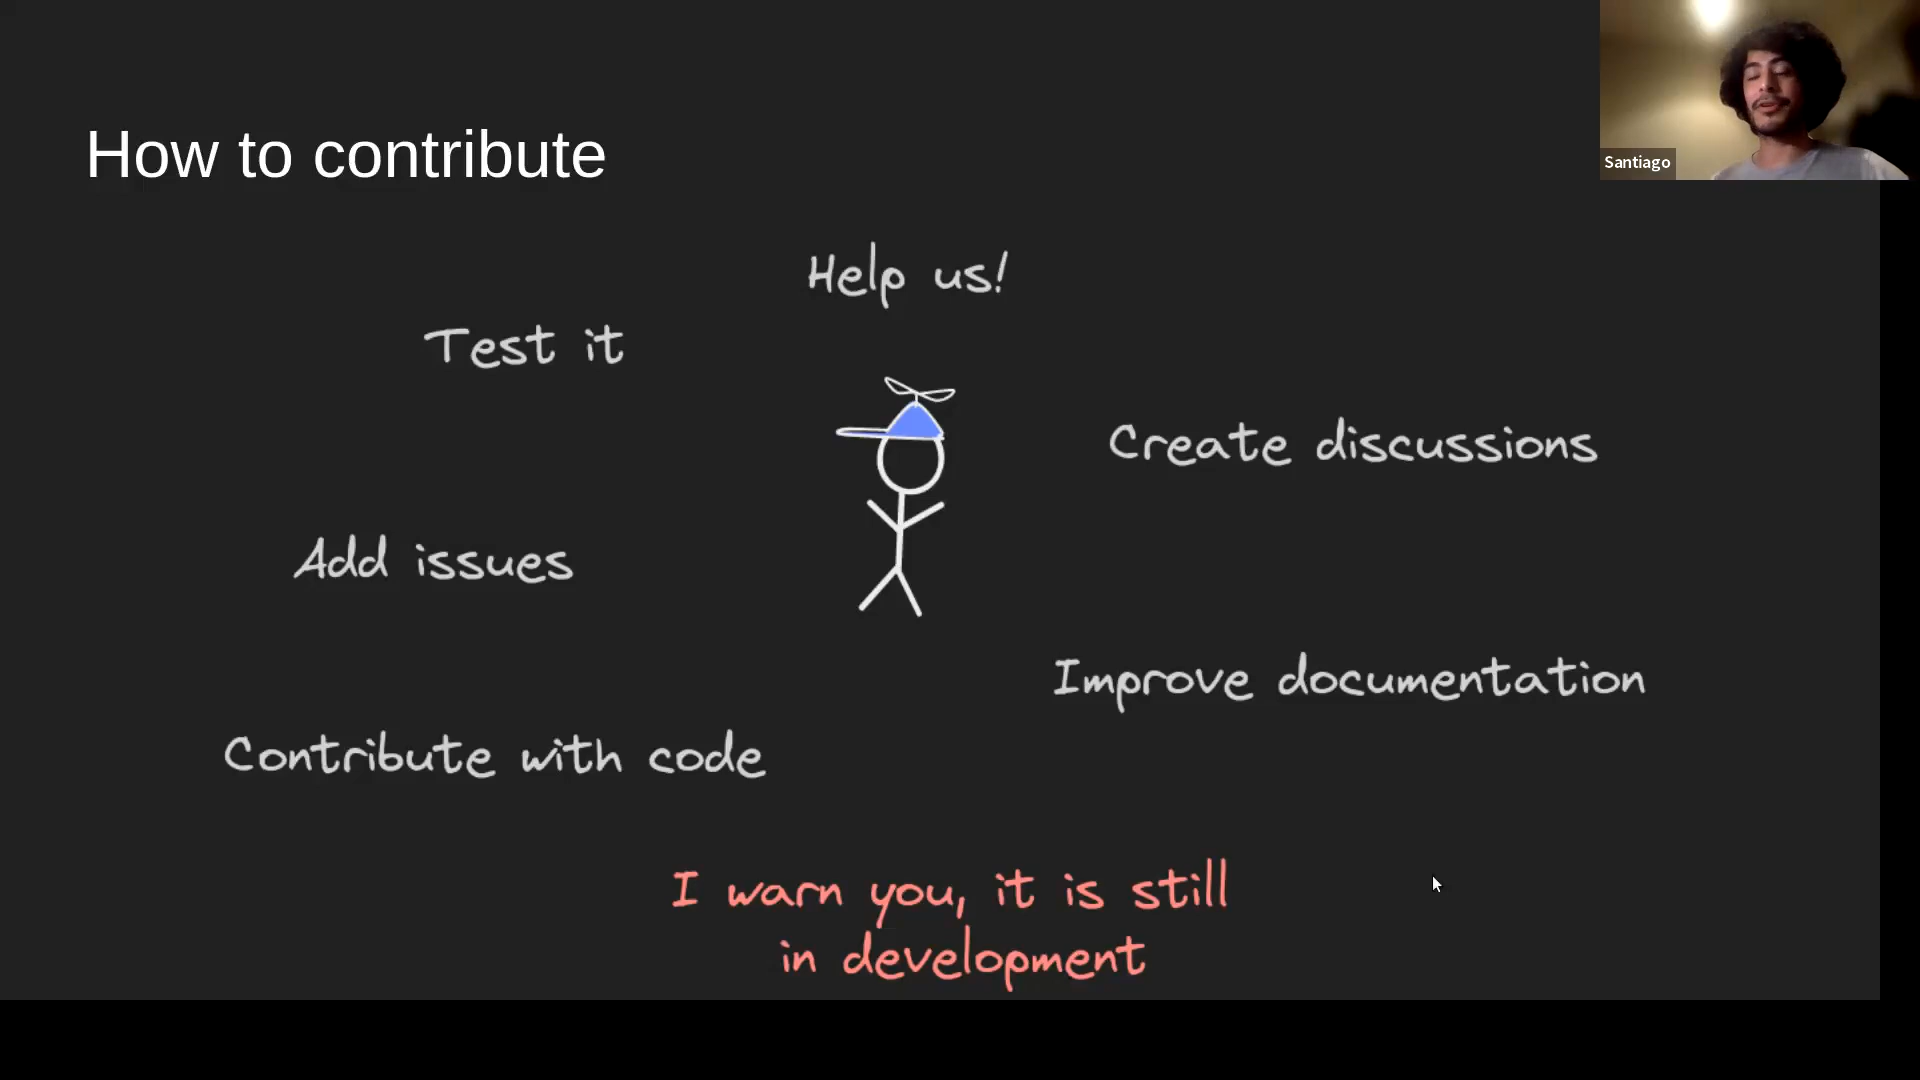 How to contribute
Santiago
Help us!
Test it
Create discussions
Add issues
Improve documentation
Contribute with code
I warn you, it is still
in development